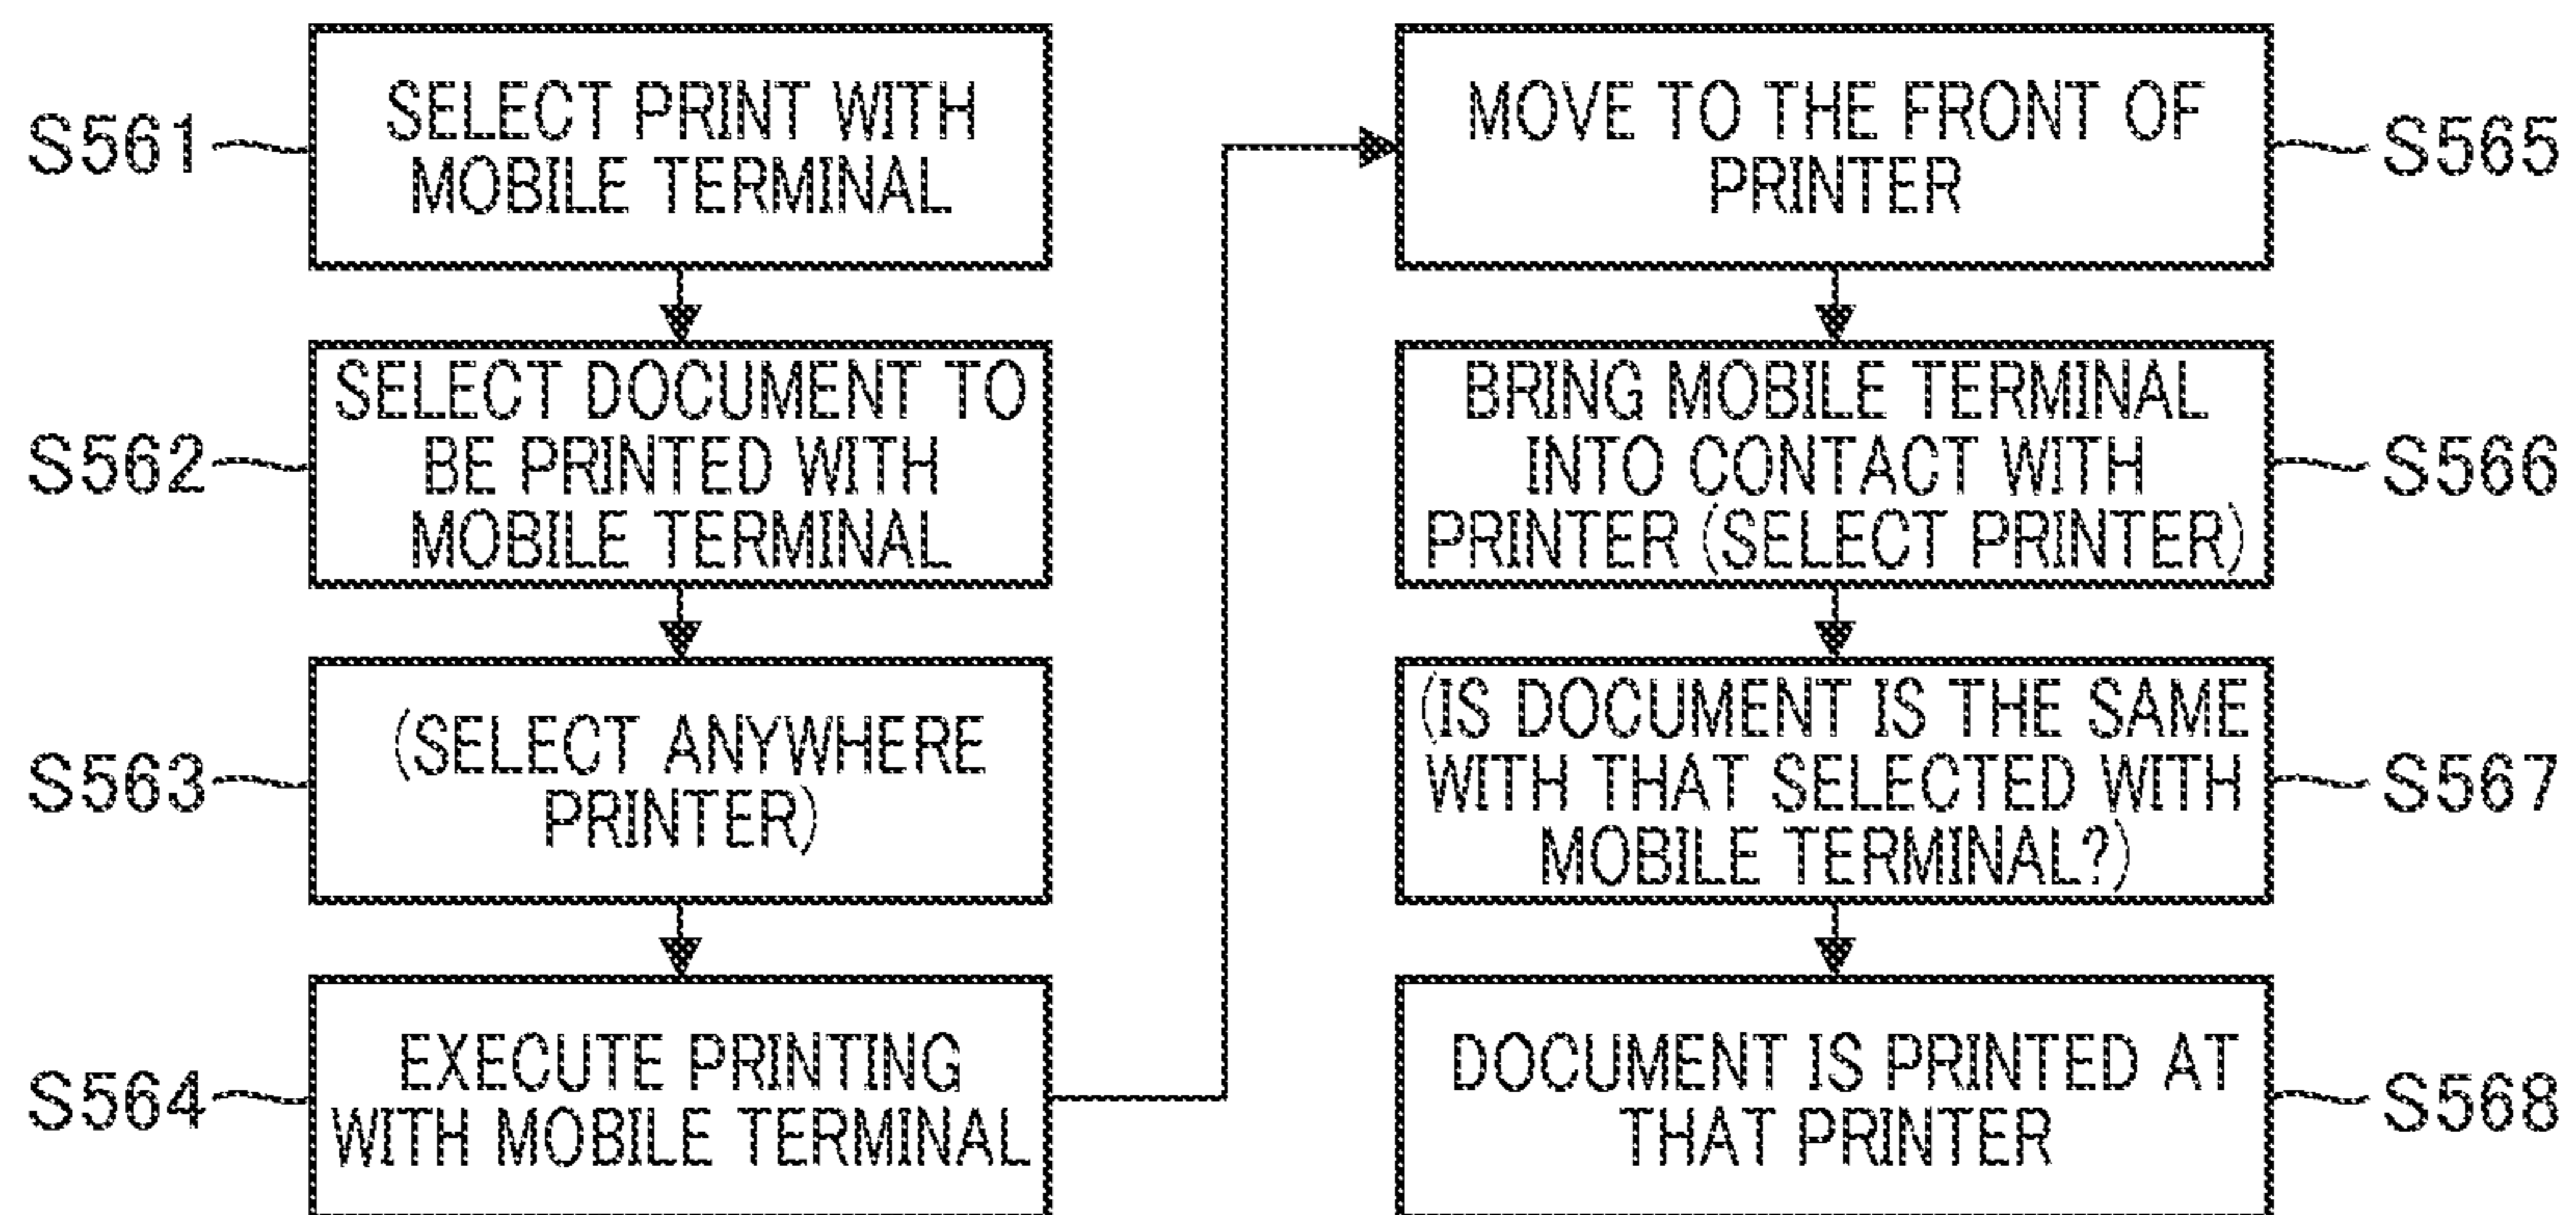 S561
SELECT PRINT WITH
MOBILE TERMINAL
S562
SELECT DOCUMENT TO
BE PRINTED WITH
MOBILE TERMINAL
S563
(SELECT ANYWHERE
PRINTER)
S564
EXECUTE PRINTING
WITH MOBILE TERMINAL
MOVE TO THE FRONT OF
PRINTER
S565
BRING MOBILE TERMINAL
INTO CONTACT WITH
PRINTER (SELECT PRINTER)
S566
(IS DOCUMENT IS THE SAME
WITH THAT SELECTED WITH
MOBILE TERMINAL?)
S567
DOCUMENT IS PRINTED AT
THAT PRINTER
S568